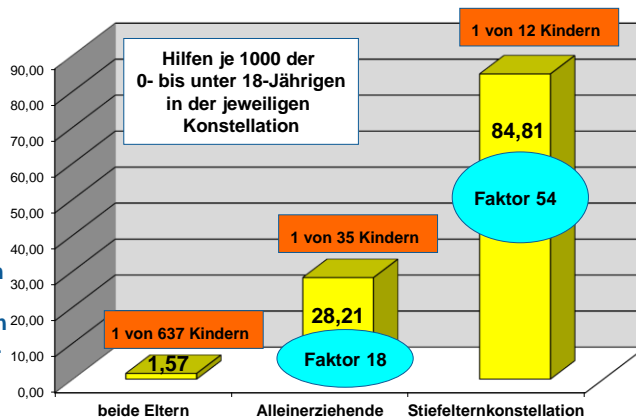 1 von 12 Kindern
Hilfen je 1000 der
0- bis unter 18-Jährigen
in der jeweiligen
Konstellation
90,00
80,00
70,00
60,00
50,00
40,00
30,00
20,00
10,00
0,00
84,81
Faktor 54
1 von 35 Kindern
28,21
Faktor 18
1 von 637 Kindern
1,57
beide Eltern
Alleinerziehende
Stiefelternkonstellation